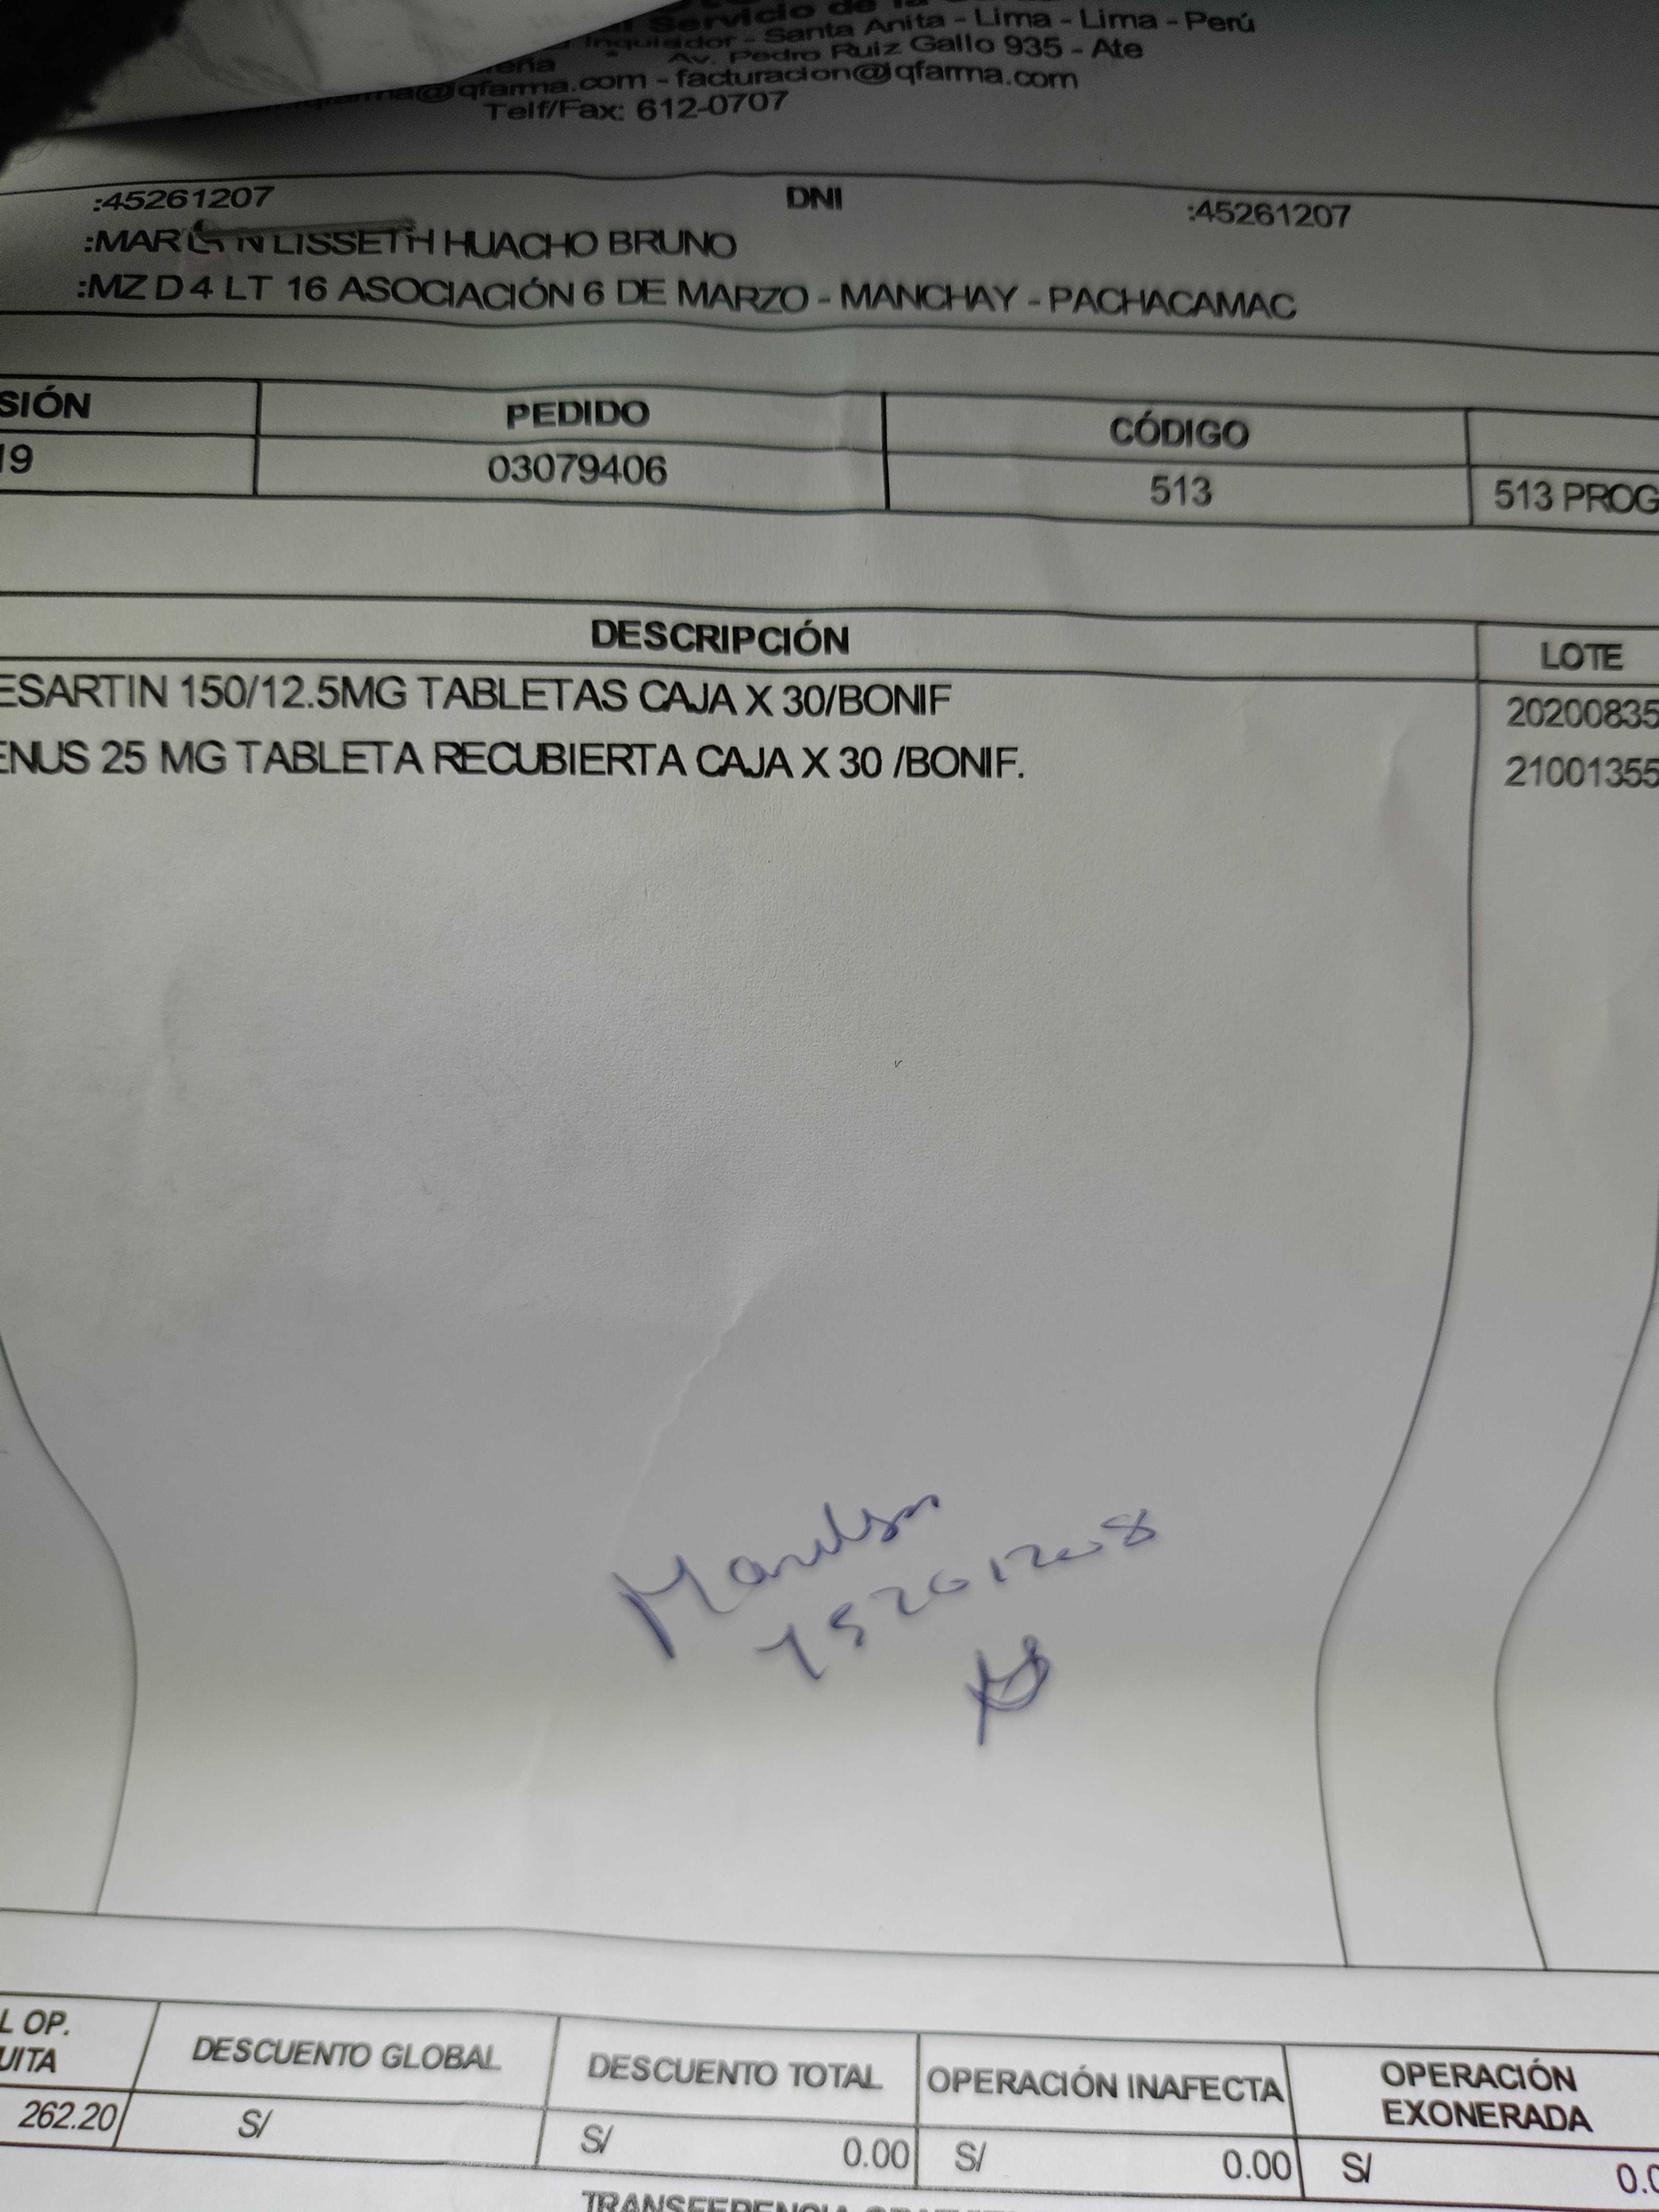 Servicio de
Inquisidor - Santa Anita - Lima - Lima - Perú
Av. Pedro Ruiz Gallo 935 - Ate
@iqfarma.com - facturacion@iqfarma.com
Telf/Fax: 612-0707
:45261207 DNI :45261207
LISSETH HUACHO BRUNO
:MZ D 4 LT 16 ASOCIACIÓN 6 DE MARZO - MANCHAY - PACHACAMAC
SIÓN PEDIDO CÓDIGO
19 03079406 513 513 PROG
DESCRIPCIÓN LOTE
ESARTIN 150/12.5MG TABLETAS CAJA X 30/BONIF 20200835
ENUS 25 MG TABLETA RECUBIERTA CAJA X 30 /BONIF. 21001355
L OP. UITA DESCUENTO GLOBAL DESCUENTO TOTAL OPERACIÓN INAFECTA OPERACIÓN EXONERADA
262.20 S/ S/ 0.00 S/ 0.00 S/ 0.0